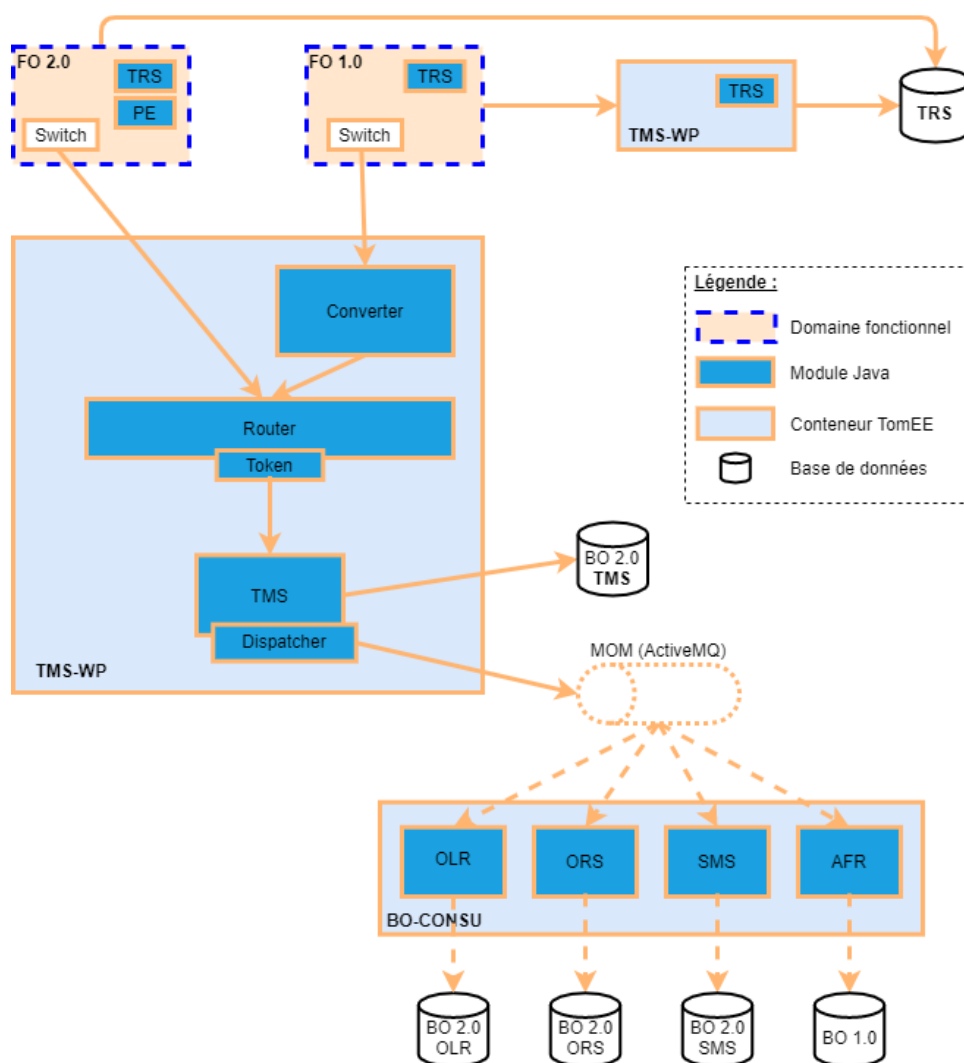 FO 2.0
TRS
PE
Switch
FO 1.0
TRS
Switch
TRS
TMS-WP
TRS
Converter
Router
Token
TMS
Dispatcher
TMS-WP
BO 2.0
TMS
Légende :
Domaine fonctionnel
Module Java
Conteneur TomEE
Base de données
MOM (ActiveMQ)
OLR
ORS
SMS
AFR
BO-CONSU
BO 2.0
OLR
BO 2.0
ORS
BO 2.0
SMS
BO 1.0